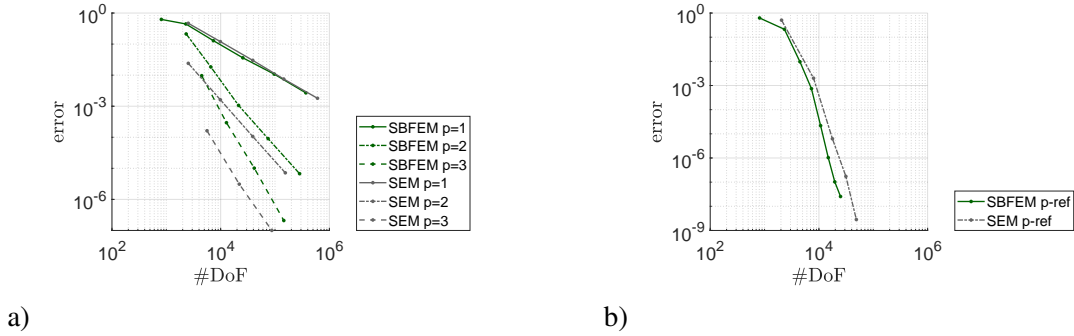 10^0
10^-3
10^-6
error
10^2
10^4
10^6
#DoF
SBFEM p=1
SBFEM p=2
SBFEM p=3
SEM p=1
SEM p=2
SEM p=3
a)
10^0
10^-3
10^-6
10^-9
error
10^2
10^4
10^6
#DoF
SBFEM p-ref
SEM p-ref
b)